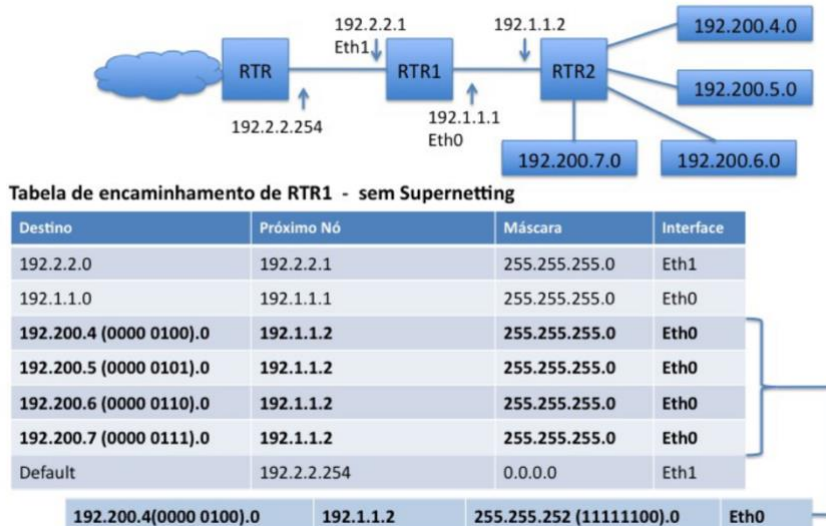 192.2.2.1
Eth1
192.1.1.2
192.200.4.0
RTR
RTR1
RTR2
192.200.5.0
192.2.2.254
192.1.1.1
Eth0
192.200.7.0
192.200.6.0
Tabela de encaminhamento de RTR1 - sem Supernetting
Destino Próximo Nó Máscara Interface
192.2.2.0 192.2.2.1 255.255.255.0 Eth1
192.1.1.0 192.1.1.1 255.255.255.0 Eth0
192.200.4 (0000 0100).0 192.1.1.2 255.255.255.0 Eth0
192.200.5 (0000 0101).0 192.1.1.2 255.255.255.0 Eth0
192.200.6 (0000 0110).0 192.1.1.2 255.255.255.0 Eth0
192.200.7 (0000 0111).0 192.1.1.2 255.255.255.0 Eth0
Default 192.2.2.254 0.0.0.0 Eth1
192.200.4(0000 0100).0 192.1.1.2 255.255.252 (11111100).0 Eth0